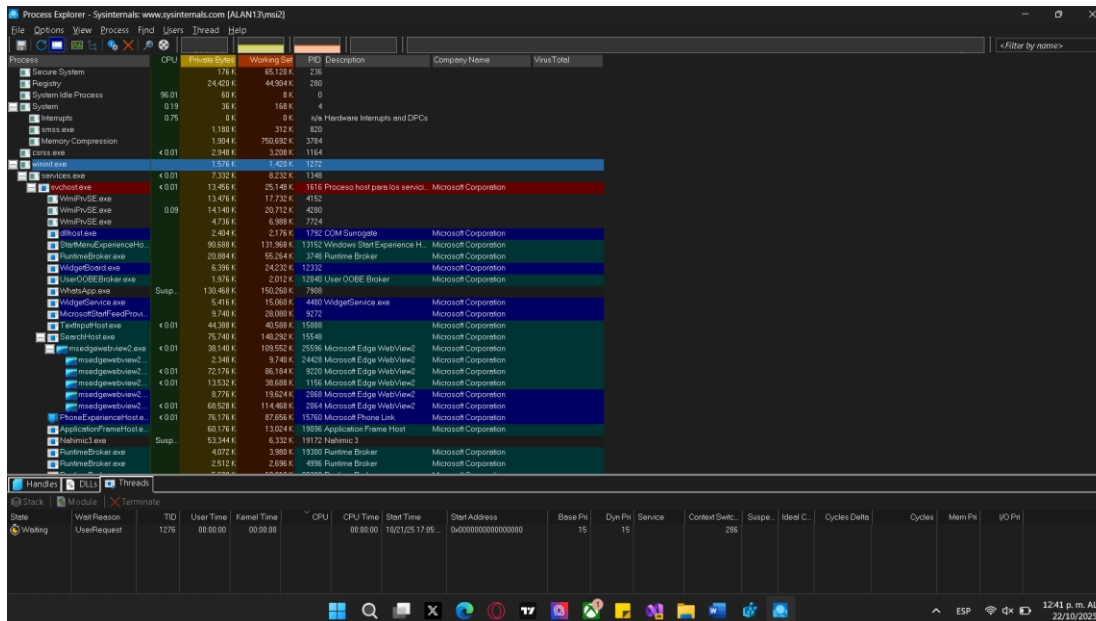 Process Explorer - Sysinternals: www.sysinternals.com [ALAN13\msi2]
File Options View Process Find Users Thread Help
<Filter by name>
Process CPU Private Bytes Working Set PID Description Company Name VirusTotal
Secure System 176 K 65,120 K 236
Registry 24,420 K 44,904 K 280
System Idle Process 96.01 60 K 8 K 0
System 0.19 36 K 168 K 4
Interrupts 0.75 0 K 0 K n/a Hardware Interrupts and DPCs
smss.exe 1,180 K 312 K 820
Memory Compression 1,904 K 750,692 K 3784
csrss.exe < 0.01 2,948 K 3,208 K 1164
wininit.exe 1,576 K 1,420 K 1272
services.exe < 0.01 7,332 K 8,232 K 1348
svchost.exe < 0.01 13,456 K 25,148 K 1616 Proceso host para los servici... Microsoft Corporation
WmiPrvSE.exe 13,476 K 17,732 K 4152
WmiPrvSE.exe 0.09 14,140 K 20,712 K 4280
WmiPrvSE.exe 4,736 K 6,988 K 7724
dllhost.exe 2,404 K 2,176 K 1792 COM Surrogate Microsoft Corporation
StartMenuExperienceHo... 90,688 K 131,968 K 13152 Windows Start Experience H... Microsoft Corporation
RuntimeBroker.exe 20,884 K 55,264 K 3748 Runtime Broker Microsoft Corporation
WidgetBoard.exe 6,396 K 24,232 K 12332 Microsoft Corporation
UserOOBEBroker.exe 1,976 K 2,012 K 12840 User OOBE Broker Microsoft Corporation
WhatsApp.exe Susp... 130,468 K 150,260 K 7908
WidgetService.exe 5,416 K 15,060 K 4480 WidgetService.exe Microsoft Corporation
MicrosoftStartFeedProvi... 9,740 K 28,080 K 9272 Microsoft Corporation
TextInputHost.exe < 0.01 44,388 K 40,588 K 15088 Microsoft Corporation
SearchHost.exe 75,740 K 148,292 K 15548 Microsoft Corporation
msedgewebview2.exe < 0.01 38,140 K 109,552 K 25596 Microsoft Edge WebView2 Microsoft Corporation
msedgewebview2... 2,348 K 9,740 K 24428 Microsoft Edge WebView2 Microsoft Corporation
msedgewebview2... < 0.01 72,176 K 86,184 K 9220 Microsoft Edge WebView2 Microsoft Corporation
msedgewebview2... < 0.01 13,532 K 38,688 K 1156 Microsoft Edge WebView2 Microsoft Corporation
msedgewebview2... 8,776 K 19,624 K 2068 Microsoft Edge WebView2 Microsoft Corporation
msedgewebview2... < 0.01 68,528 K 114,468 K 2064 Microsoft Edge WebView2 Microsoft Corporation
PhoneExperienceHost.e... < 0.01 76,176 K 87,656 K 15760 Microsoft Phone Link Microsoft Corporation
ApplicationFrameHost.e... 60,176 K 13,024 K 19096 Application Frame Host Microsoft Corporation
Nahimic3.exe Susp... 53,344 K 6,332 K 19172 Nahimic 3
RuntimeBroker.exe 4,072 K 3,980 K 19300 Runtime Broker Microsoft Corporation
RuntimeBroker.exe 2,512 K 2,696 K 4996 Runtime Broker Microsoft Corporation
Handles DLLs Threads
Stack Module Terminate
State Wait Reason TID User Time Kernel Time CPU CPU Time Start Time Start Address Base Pri Dyn Pri Service Context Switc... Suspe... Ideal C... Cycles Delta Cycles Mem Pri I/O Pri
Waiting UserRequest 1276 00:00:00 00:00:00 00:00:00 10/21/25 17:05:... 0x0000000000000000 15 15 286
ESP 12:41 p. m. AL
22/10/2025